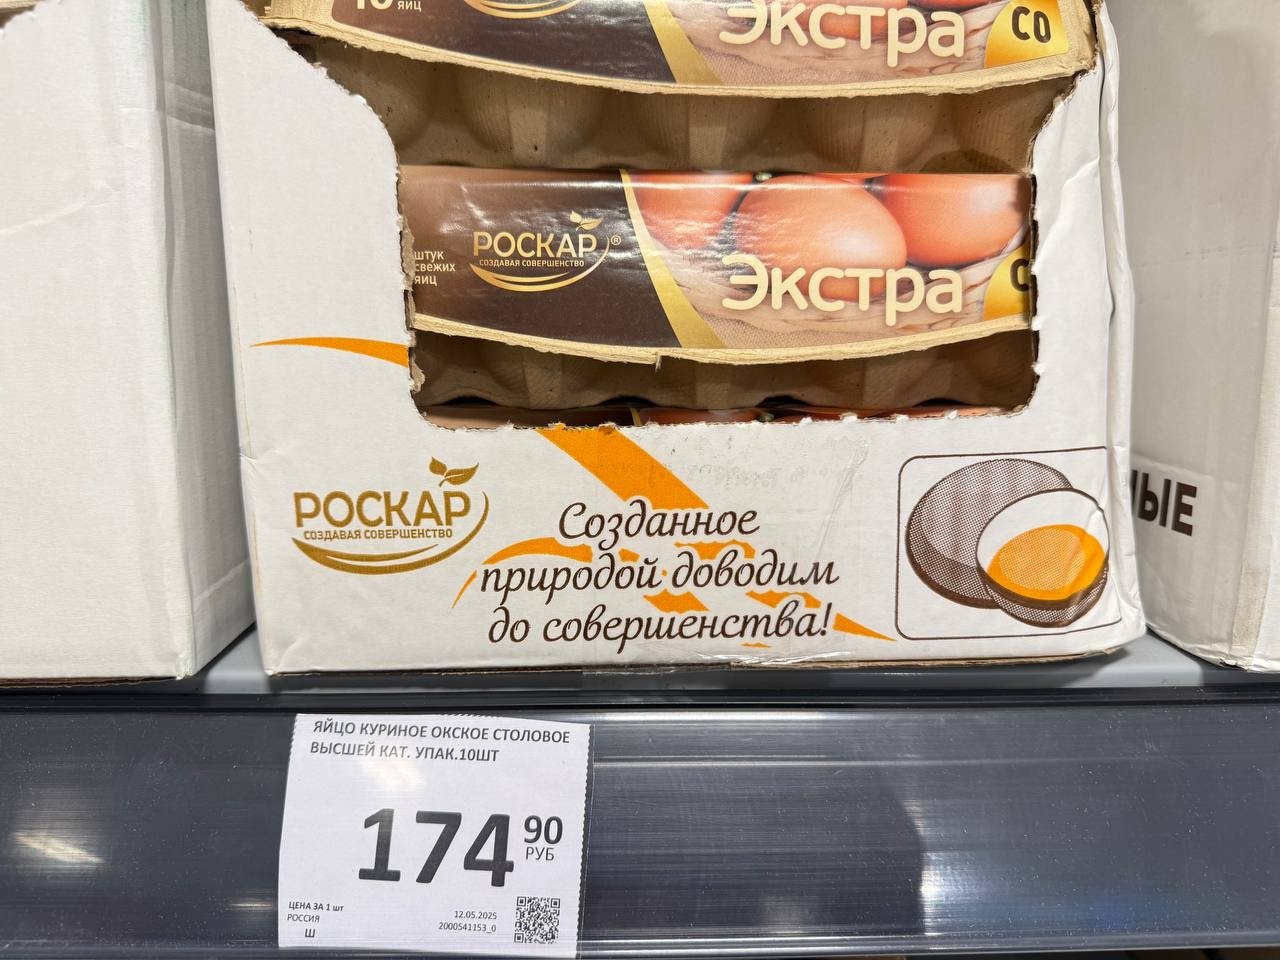 10 яиц
Экстра
СО
РОСКАР®
СОЗДАВАЯ СОВЕРШЕНСТВО
штук
свежих
яиц
Экстра
РОСКАР
СОЗДАВАЯ СОВЕРШЕНСТВО
Созданное
природой доводим
до совершенства!
НЫЕ
ЯЙЦО КУРИНОЕ ОКСКОЕ СТОЛОВОЕ
ВЫСШЕЙ КАТ. УПАК.10ШТ
174 90
РУБ
ЦЕНА ЗА 1 шт
РОССИЯ
Ш
12.05.2025
2000541153_0